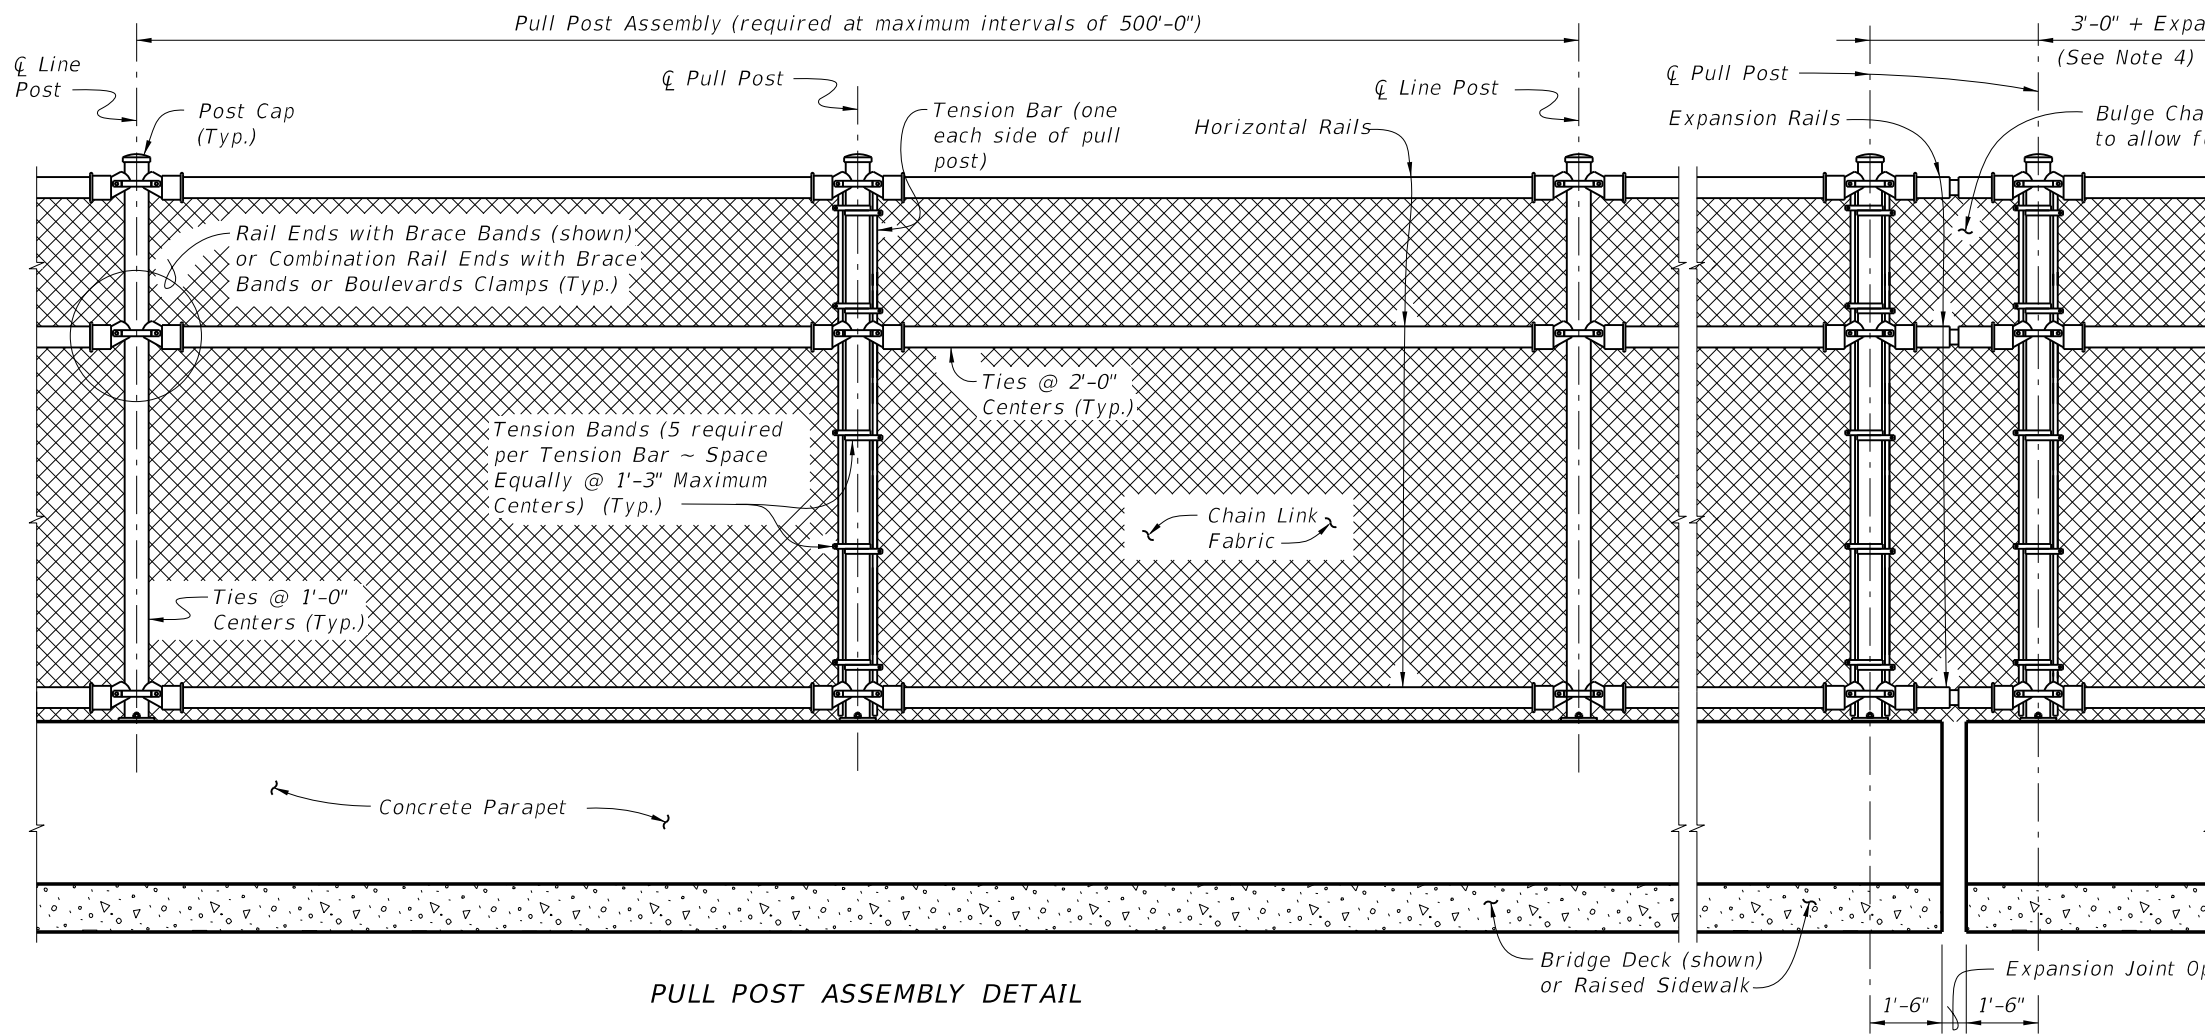 Pull Post Assembly (required at maximum intervals of 500'-0")
3'-0" + Expa
(See Note 4)
℄ Line
Post
℄ Pull Post
℄ Line Post
℄ Pull Post
Post Cap
(Typ.)
Tension Bar (one
each side of pull
post)
Horizontal Rails
Expansion Rails
Bulge Cha
to allow f
Rail Ends with Brace Bands (shown)
or Combination Rail Ends with Brace
Bands or Boulevards Clamps (Typ.)
Ties @ 2'-0"
Centers (Typ.)
Tension Bands (5 required
per Tension Bar ~ Space
Equally @ 1'-3" Maximum
Centers) (Typ.)
Chain Link
Fabric
Ties @ 1'-0"
Centers (Typ.)
Concrete Parapet
Bridge Deck (shown)
or Raised Sidewalk
Expansion Joint Op
1'-6"
1'-6"
PULL POST ASSEMBLY DETAIL